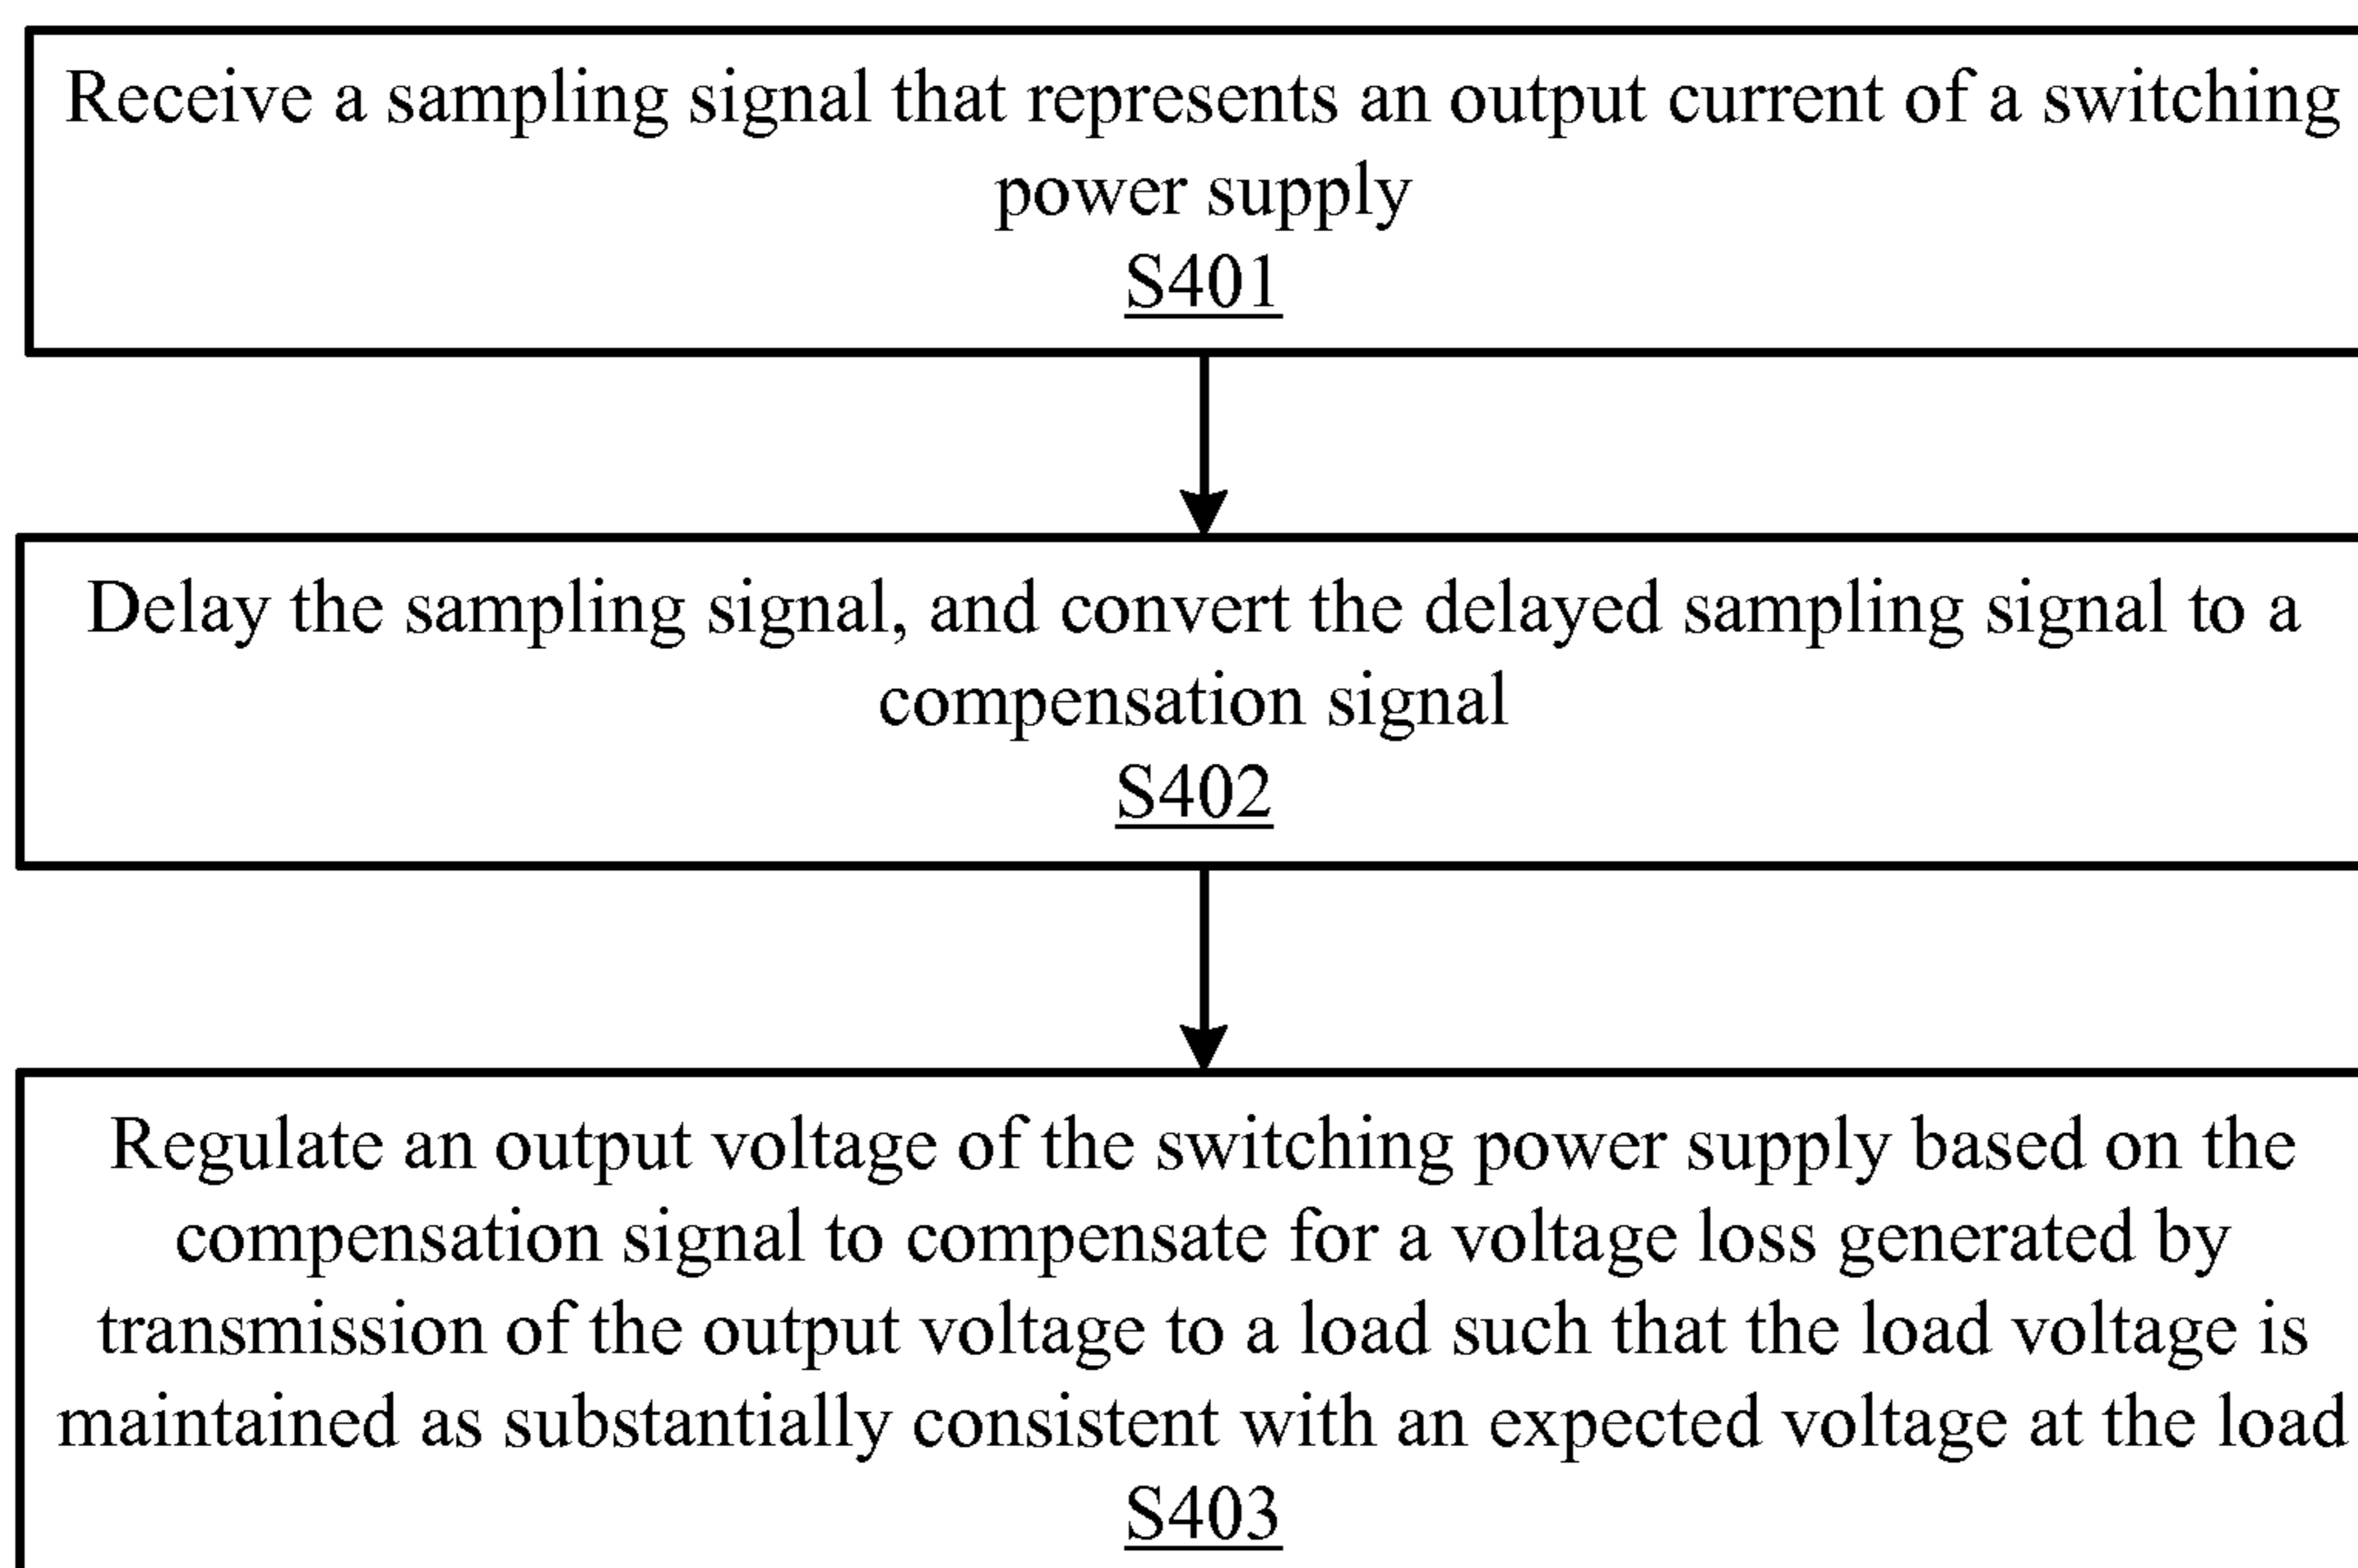 Receive a sampling signal that represents an output current of a switching
power supply
S401
Delay the sampling signal, and convert the delayed sampling signal to a
compensation signal
S402
Regulate an output voltage of the switching power supply based on the
compensation signal to compensate for a voltage loss generated by
transmission of the output voltage to a load such that the load voltage is
maintained as substantially consistent with an expected voltage at the load
S403